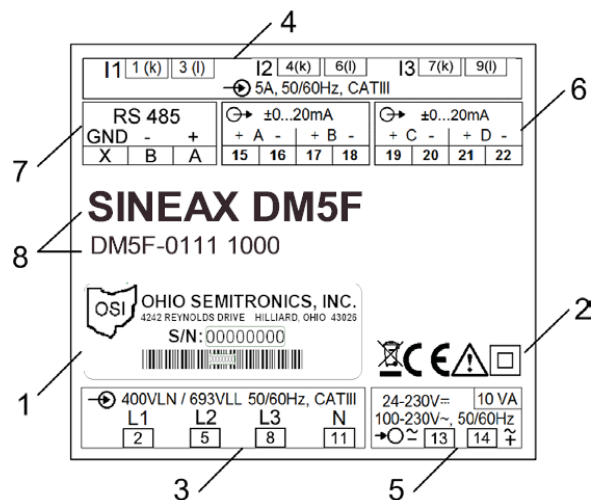 4
I1 1 (k) 3 (l) I2 4(k) 6(l) I3 7(k) 9(l)
5A, 50/60Hz, CATIII
6
7
RS 485
GND - +
X B A
±0...20mA
+ A - + B -
15 16 17 18
±0...20mA
+ C - + D -
19 20 21 22
8
SINEAX DM5F
DM5F-0111 1000
1
OSI
OHIO SEMITRONICS, INC.
4242 REYNOLDS DRIVE HILLIARD, OHIO 43026
S/N: 00000000
2
CE
400VLN / 693VLL 50/60Hz, CATIII
L1 L2 L3 N
2 5 8 11
3
24-230V⎓ 10 VA
100-230V~, 50/60Hz
13 14
5